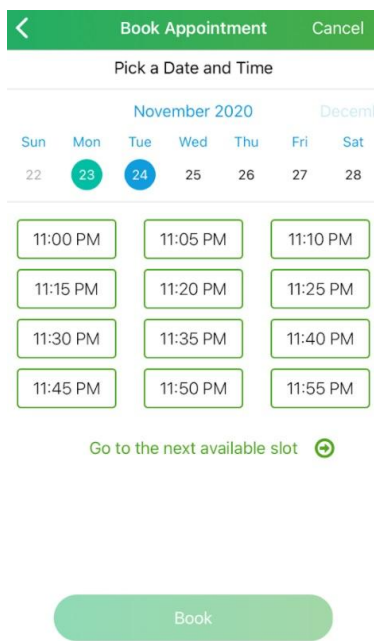 Book Appointment Cancel
Pick a Date and Time
November 2020 Decem
Sun Mon Tue Wed Thu Fri Sat
22 23 24 25 26 27 28
11:00 PM 11:05 PM 11:10 PM
11:15 PM 11:20 PM 11:25 PM
11:30 PM 11:35 PM 11:40 PM
11:45 PM 11:50 PM 11:55 PM
Go to the next available slot
Book